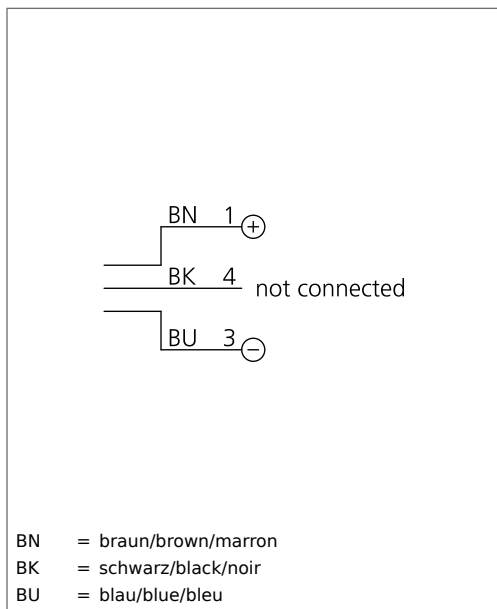 BN 1 +
BK 4 not connected
BU 3 −
BN = braun/brown/marron
BK = schwarz/black/noir
BU = blau/blue/bleu